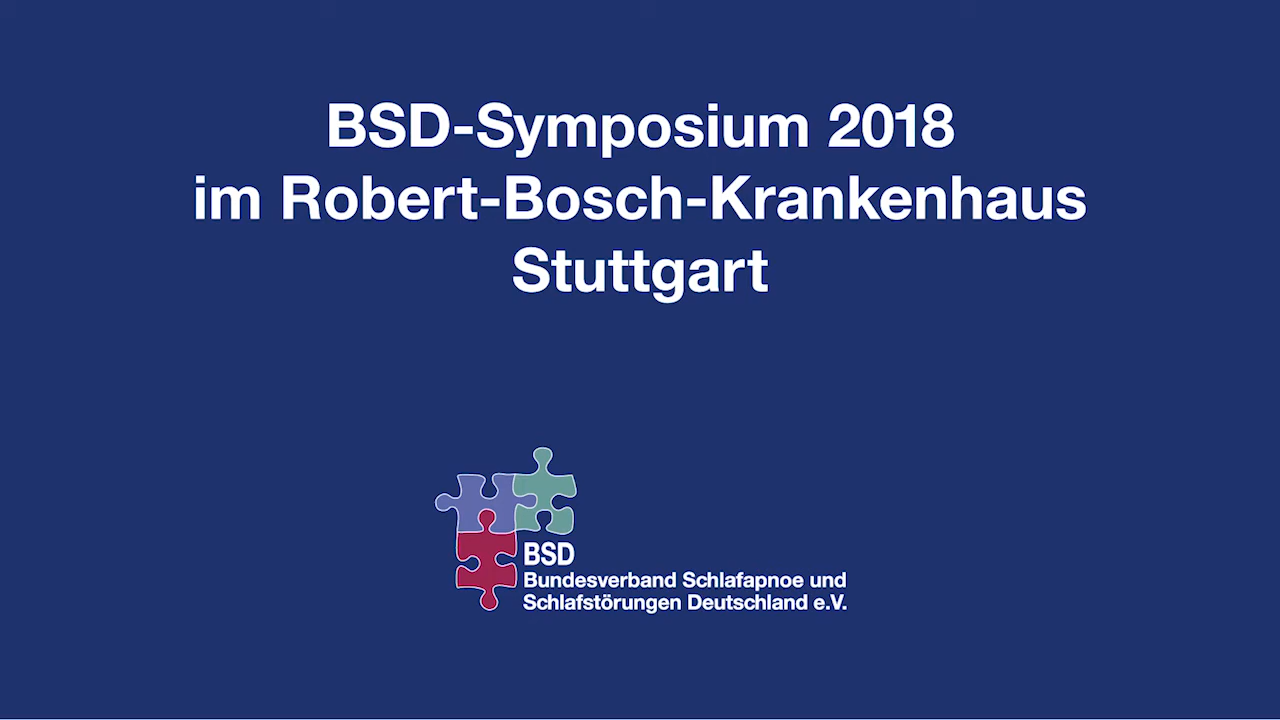 BSD-Symposium 2018
im Robert-Bosch-Krankenhaus
Stuttgart
BSD
Bundesverband Schlafapnoe und
Schlafstörungen Deutschland e.V.